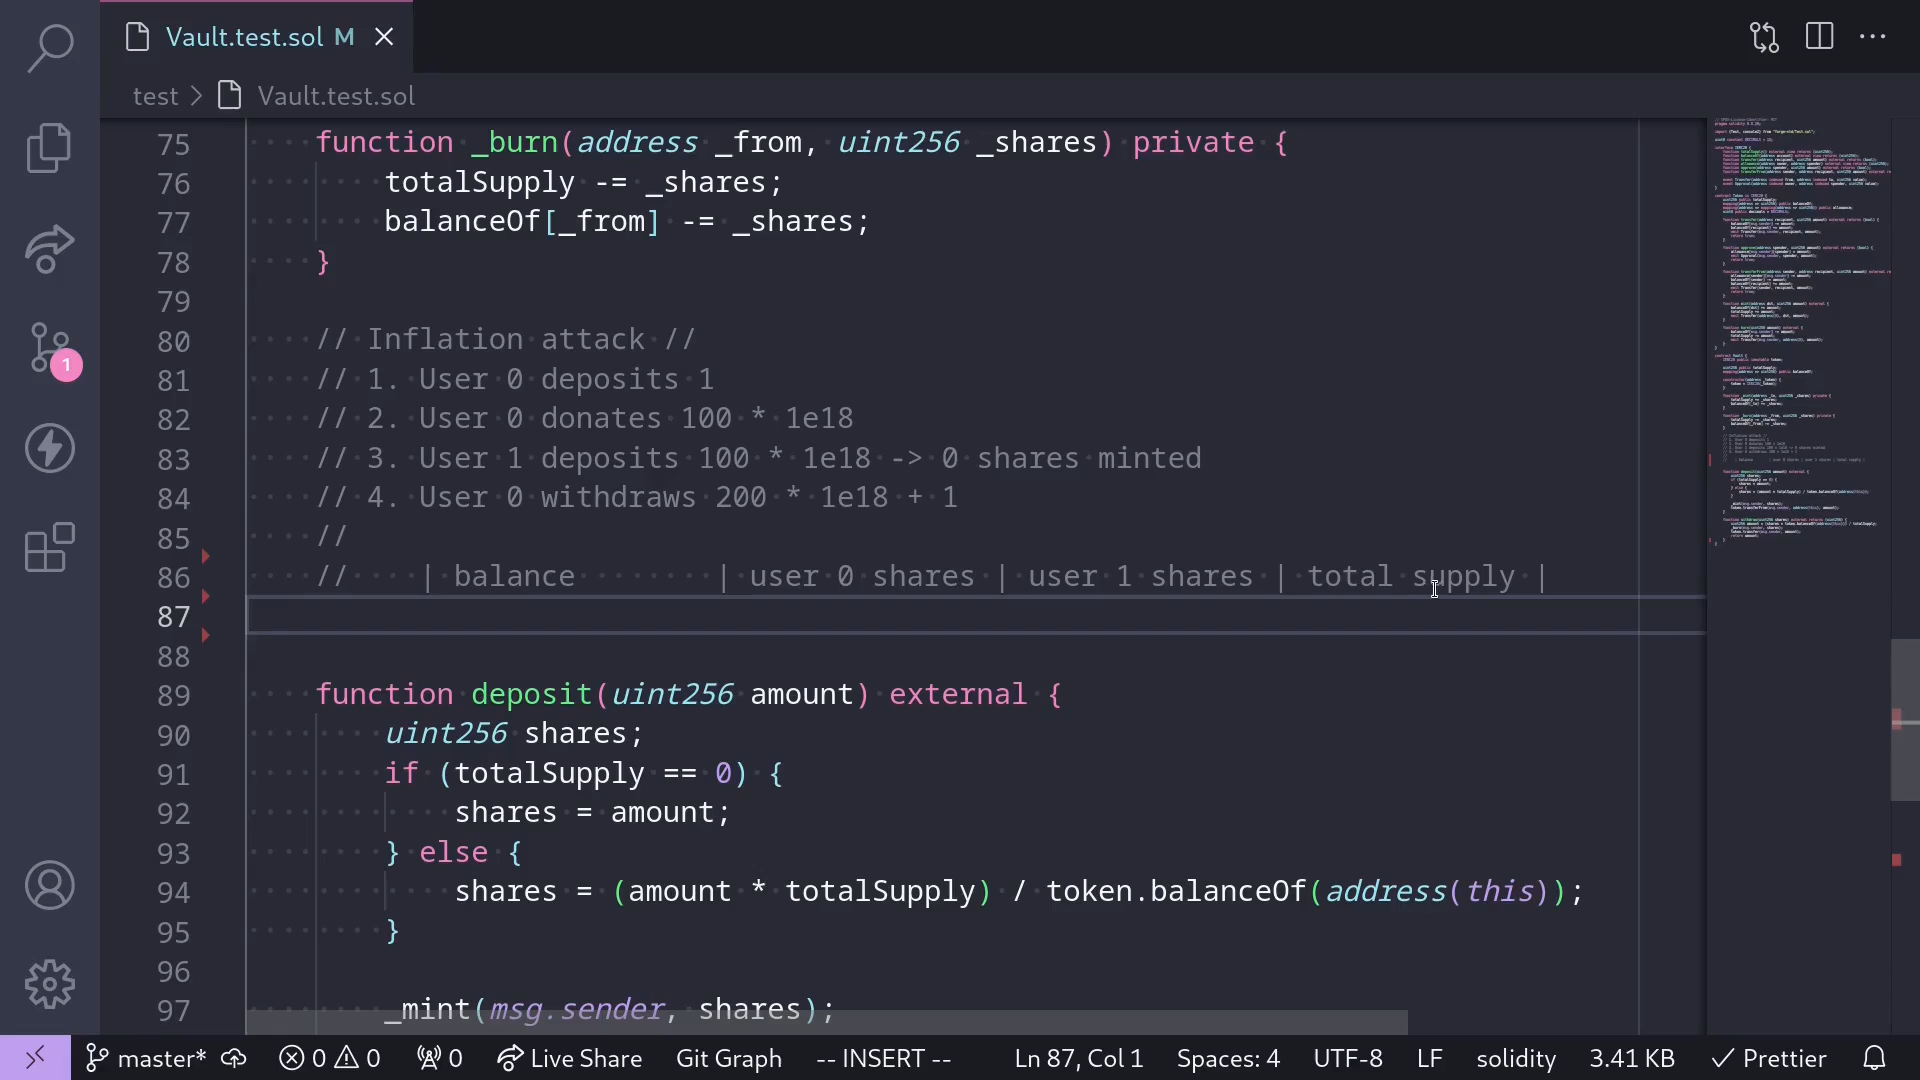 Vault.test.sol M
test > Vault.test.sol
75 function _burn(address _from, uint256 _shares) private {
76 totalSupply -= _shares;
77 balanceOf[_from] -= _shares;
78 }
79
80 // Inflation attack //
81 // 1. User 0 deposits 1
82 // 2. User 0 donates 100 * 1e18
83 // 3. User 1 deposits 100 * 1e18 -> 0 shares minted
84 // 4. User 0 withdraws 200 * 1e18 + 1
85 //
86 // | balance | user 0 shares | user 1 shares | total supply |
87
88
89 function deposit(uint256 amount) external {
90 uint256 shares;
91 if (totalSupply == 0) {
92 shares = amount;
93 } else {
94 shares = (amount * totalSupply) / token.balanceOf(address(this));
95 }
96
97 _mint(msg.sender, shares);
1
master* 0 0 0 Live Share Git Graph -- INSERT -- Ln 87, Col 1 Spaces: 4 UTF-8 LF solidity 3.41 KB Prettier